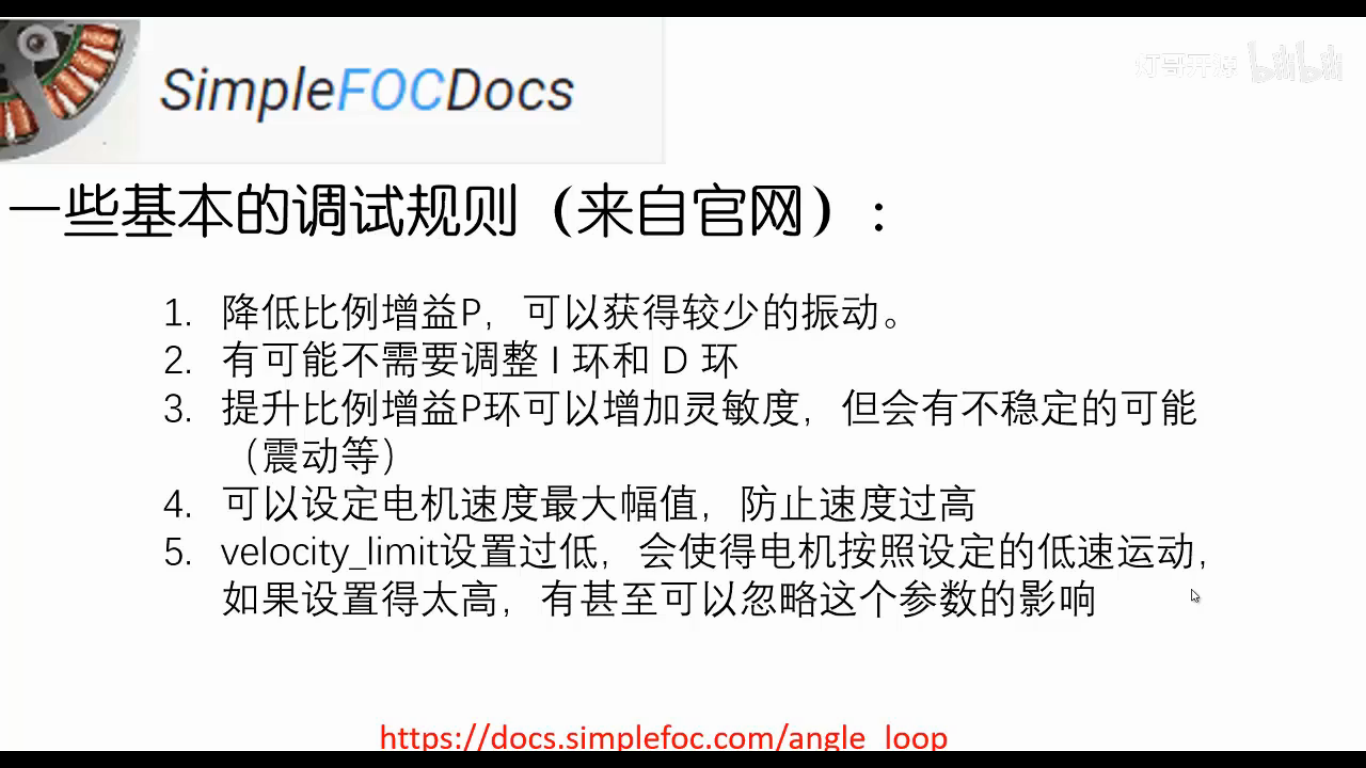 灯哥开源 bilibili
SimpleFOCDocs
一些基本的调试规则（来自官网）：
1. 降低比例增益P，可以获得较少的振动。
2. 有可能不需要调整 I 环和 D 环
3. 提升比例增益P环可以增加灵敏度，但会有不稳定的可能
（震动等）
4. 可以设定电机速度最大幅值，防止速度过高
5. velocity_limit设置过低，会使得电机按照设定的低速运动，
如果设置得太高，有甚至可以忽略这个参数的影响
https://docs.simplefoc.com/angle_loop